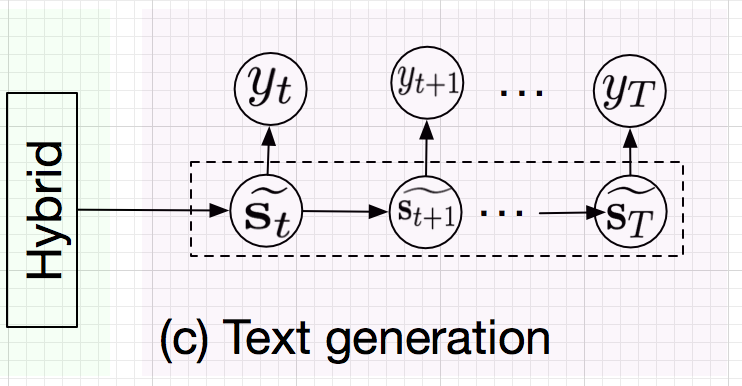 y_t y_{t+1} ... y_T
Hybrid
s̃_t s̃_{t+1} ... s̃_T
(c) Text generation